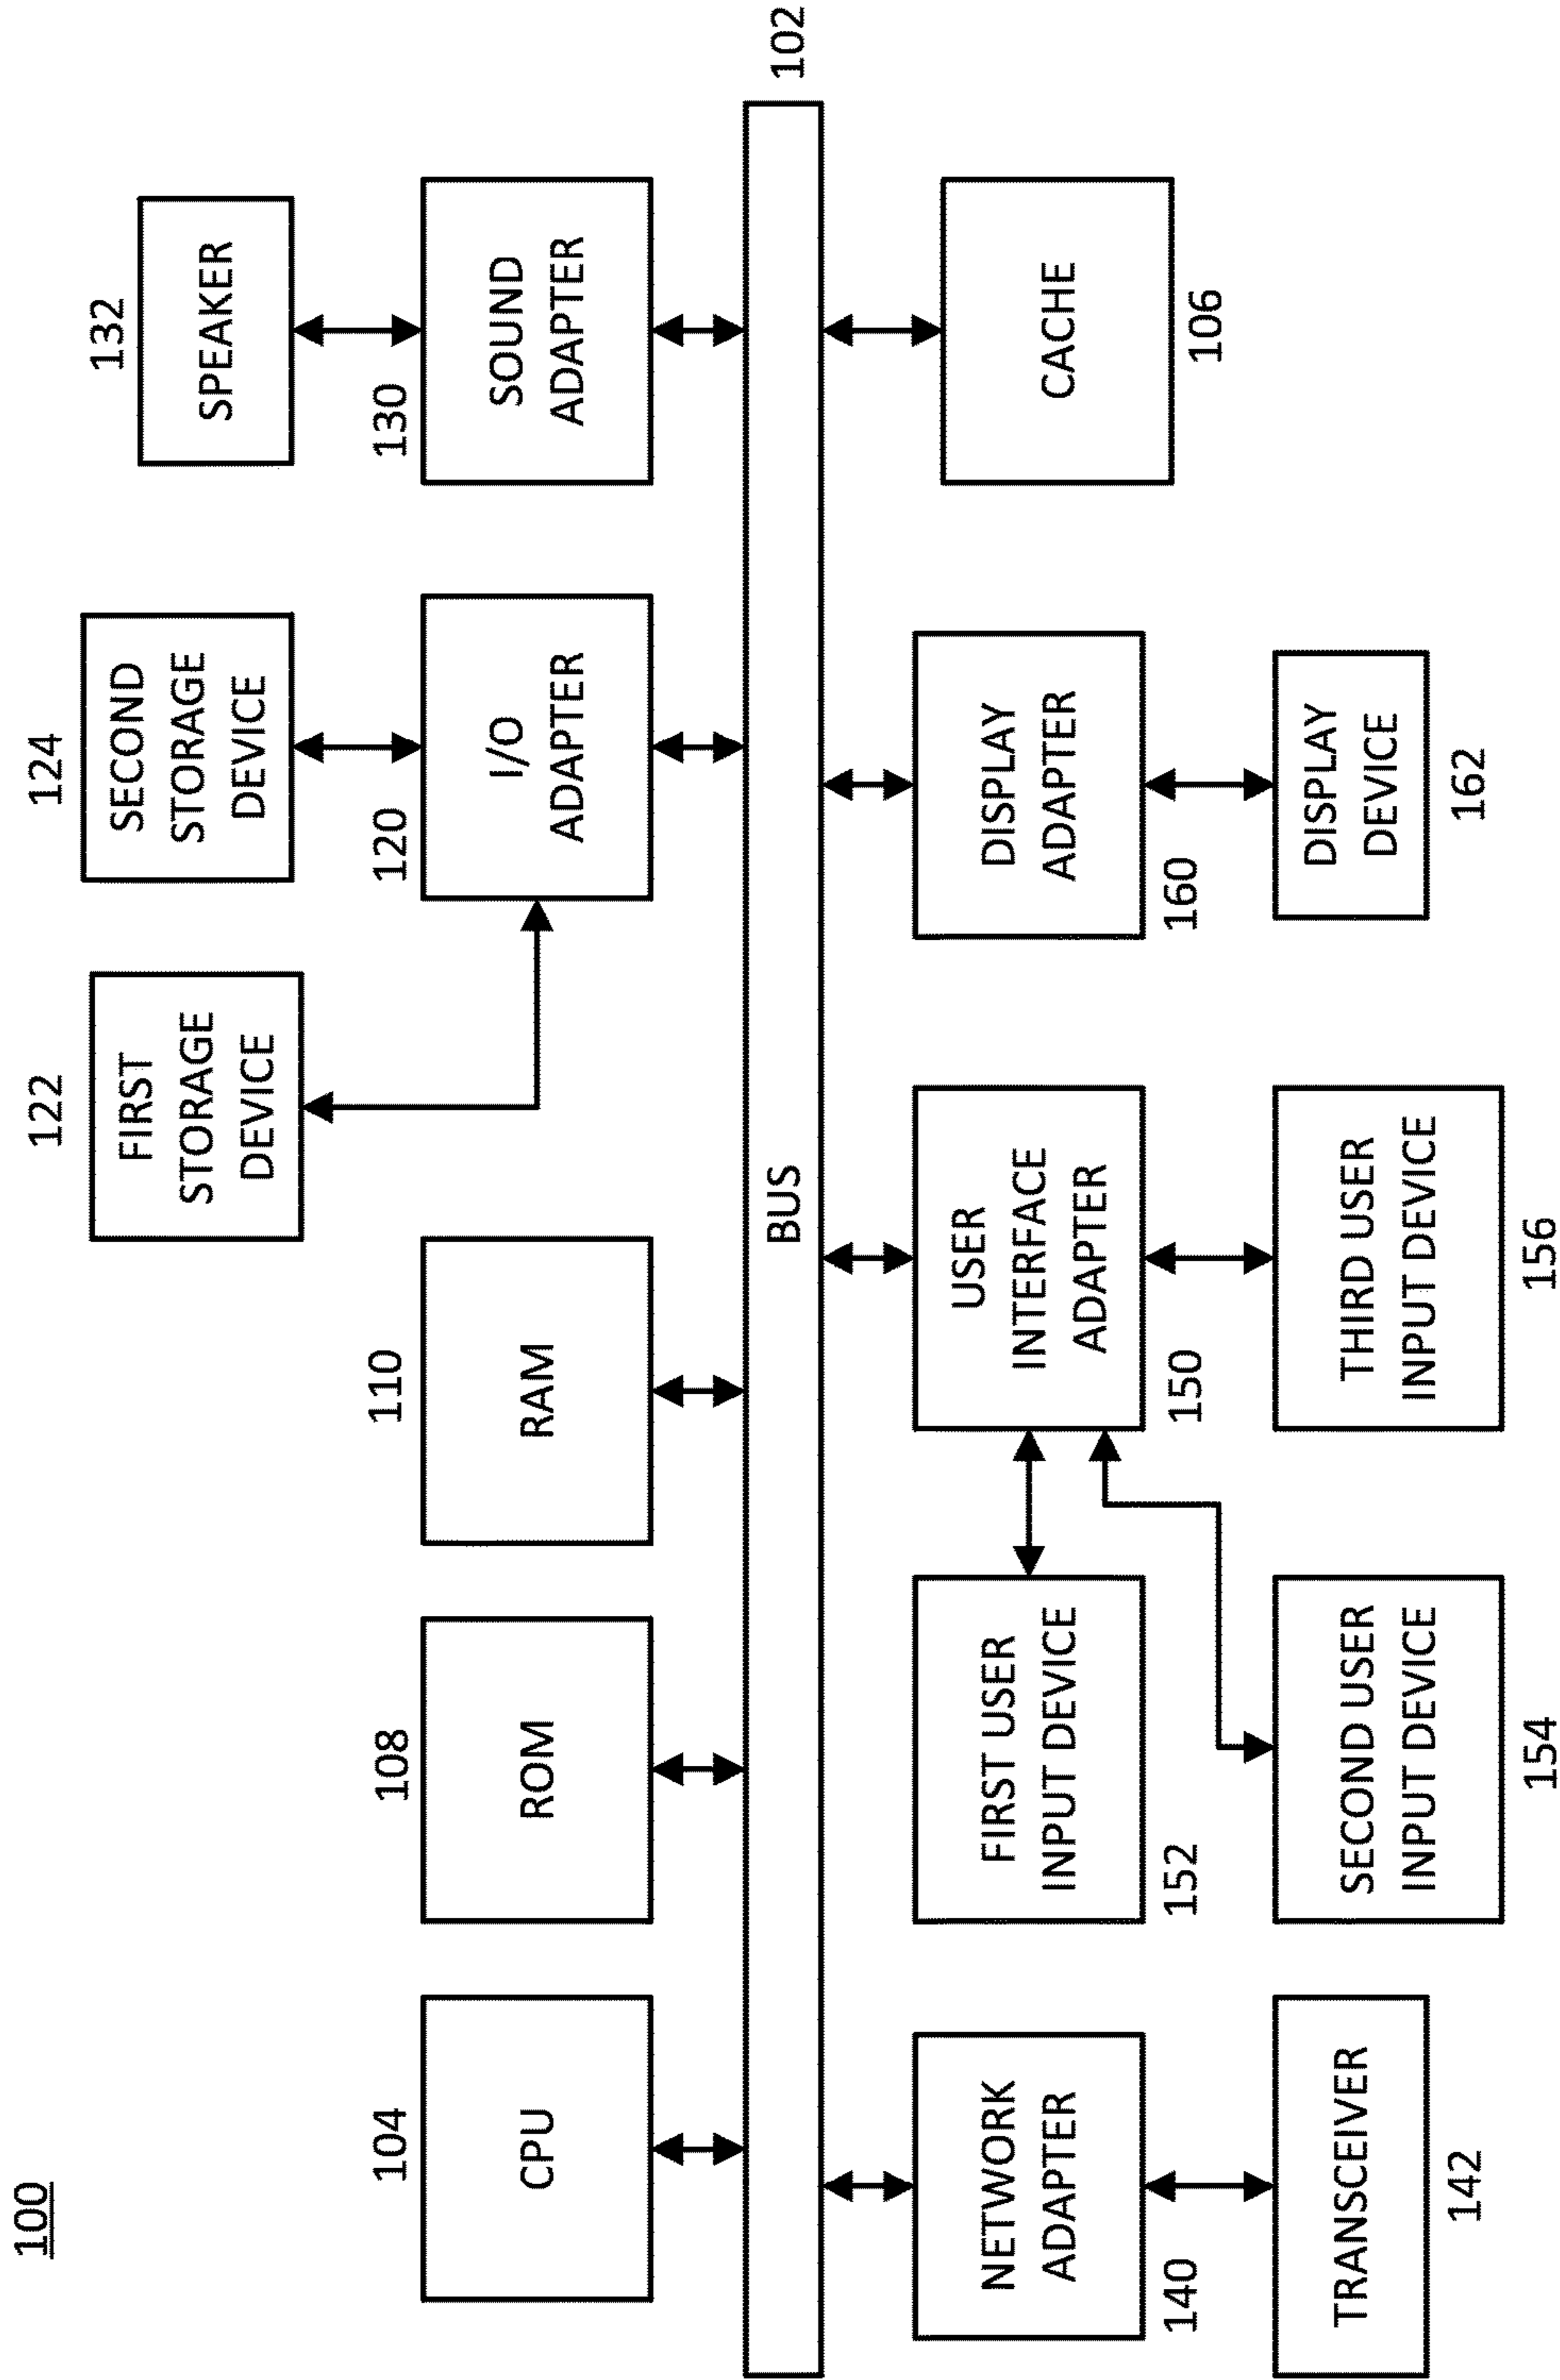 100
122
124
132
FIRST
STORAGE
DEVICE
SECOND
STORAGE
DEVICE
SPEAKER
104
108
110
120
130
CPU
ROM
RAM
I/O
ADAPTER
SOUND
ADAPTER
BUS
102
NETWORK
ADAPTER
FIRST USER
INPUT DEVICE
USER
INTERFACE
ADAPTER
DISPLAY
ADAPTER
CACHE
140
152
150
160
106
TRANSCEIVER
SECOND USER
INPUT DEVICE
THIRD USER
INPUT DEVICE
DISPLAY
DEVICE
142
154
156
162